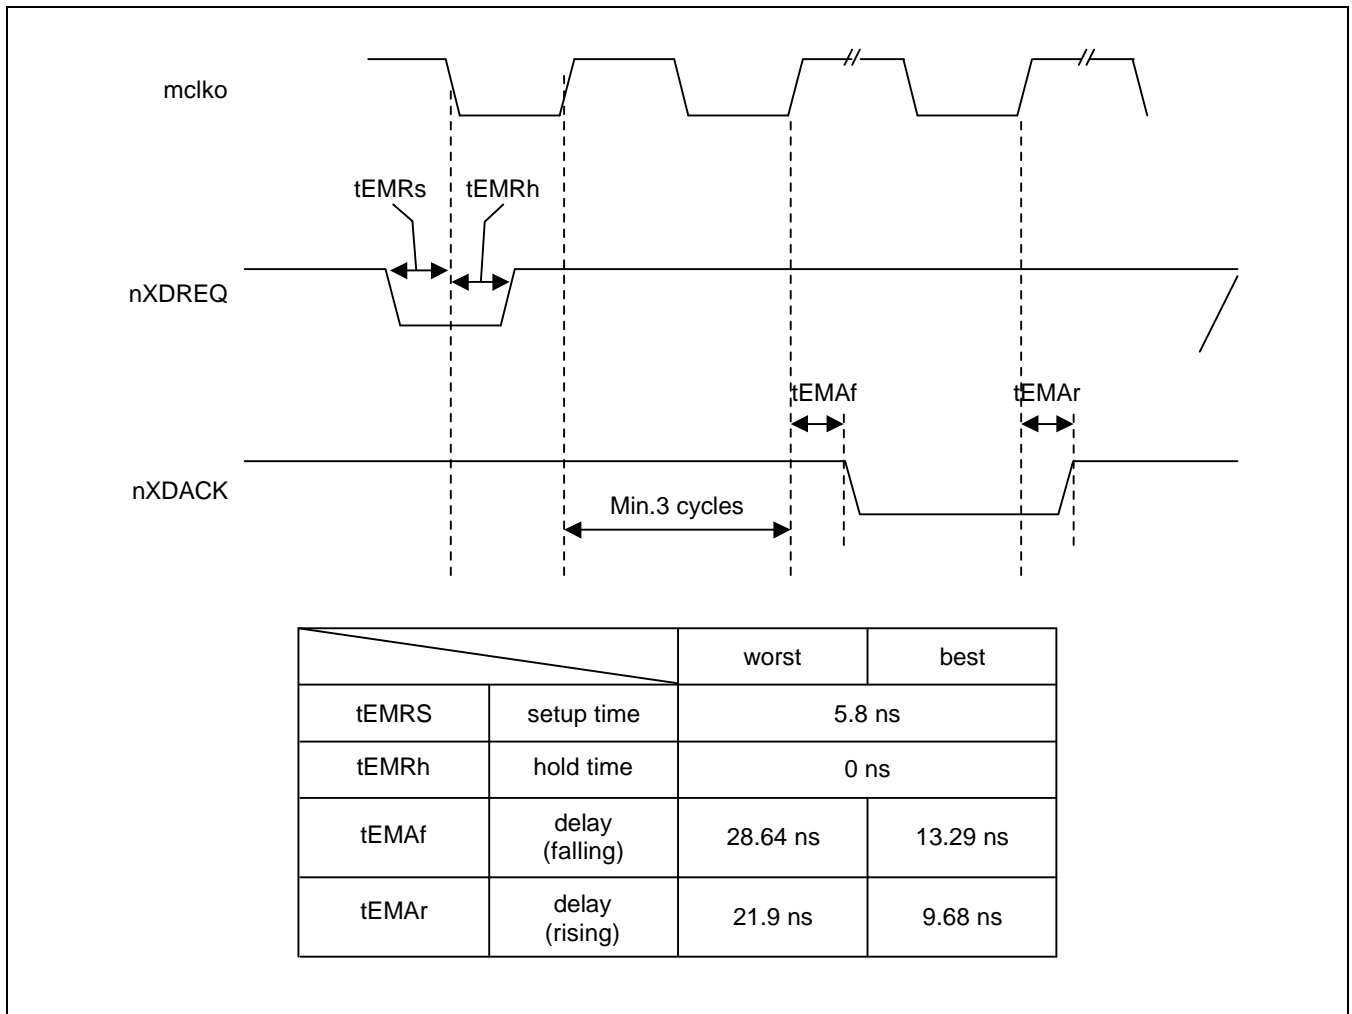 mclko
tEMRs tEMRh
nXDREQ
tEMAf tEMAr
nXDACK
Min.3 cycles
worst best
tEMRS setup time 5.8 ns
tEMRh hold time 0 ns
tEMAf delay (falling) 28.64 ns 13.29 ns
tEMAr delay (rising) 21.9 ns 9.68 ns